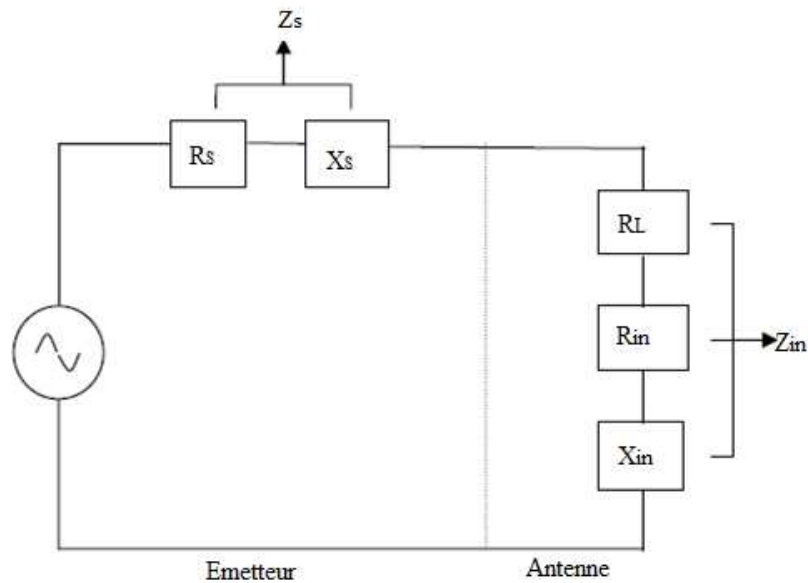 Zs
Rs
Xs
RL
Rin
Zin
Xin
Emetteur
Antenne